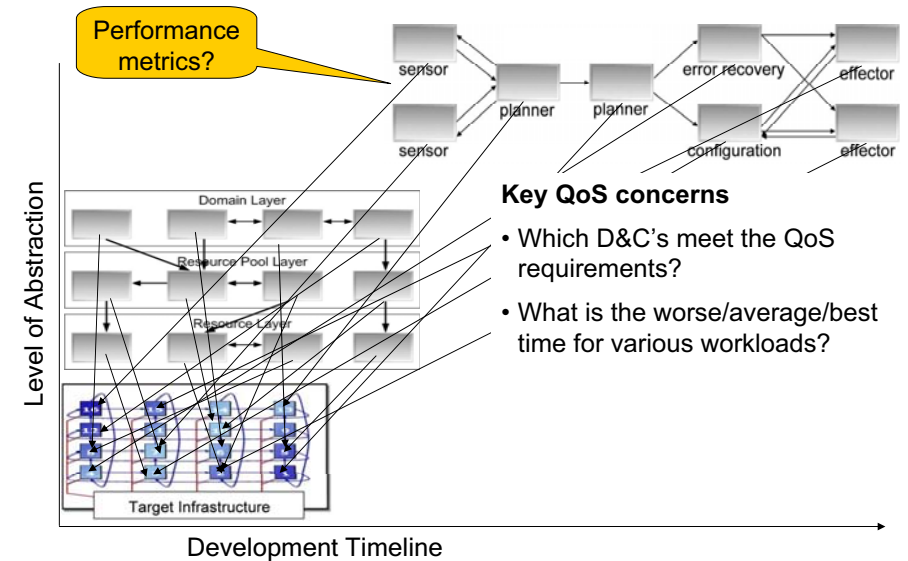 Performance
metrics?
sensor
planner
planner
error recovery
effector
sensor
configuration
effector
Level of Abstraction
Domain Layer
Resource Pool Layer
Resource Layer
Target Infrastructure
Key QoS concerns
• Which D&C’s meet the QoS
requirements?
• What is the worse/average/best
time for various workloads?
Development Timeline